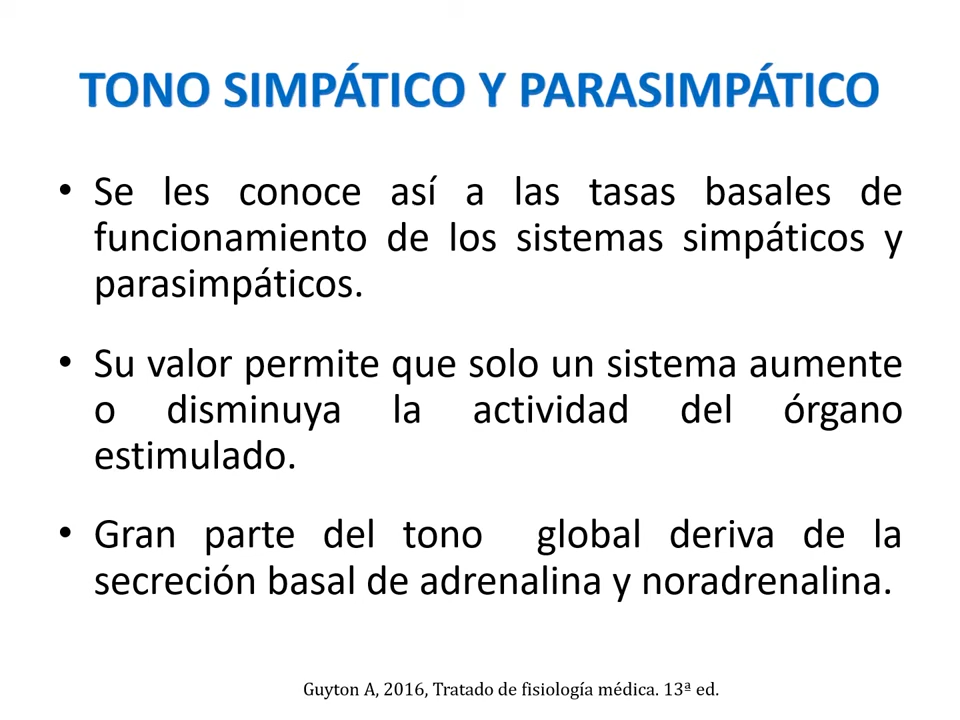 TONO SIMPÁTICO Y PARASIMPÁTICO
• Se les conoce así a las tasas basales de
funcionamiento de los sistemas simpáticos y
parasimpáticos.
• Su valor permite que solo un sistema aumente
o disminuya la actividad del órgano
estimulado.
• Gran parte del tono global deriva de la
secreción basal de adrenalina y noradrenalina.
Guyton A, 2016, Tratado de fisiología médica. 13ª ed.